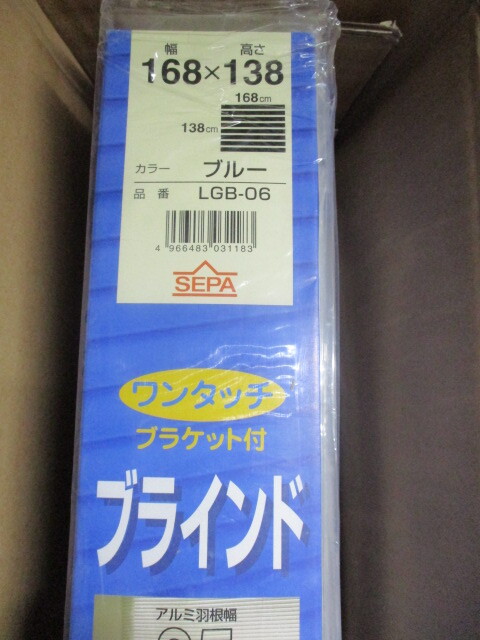 幅 高さ
168×138
168cm
138cm
カラー ブルー
品番 LGB-06
4 966483 031183
SEPA
ワンタッチ
ブラケット付
ブラインド
アルミ羽根幅